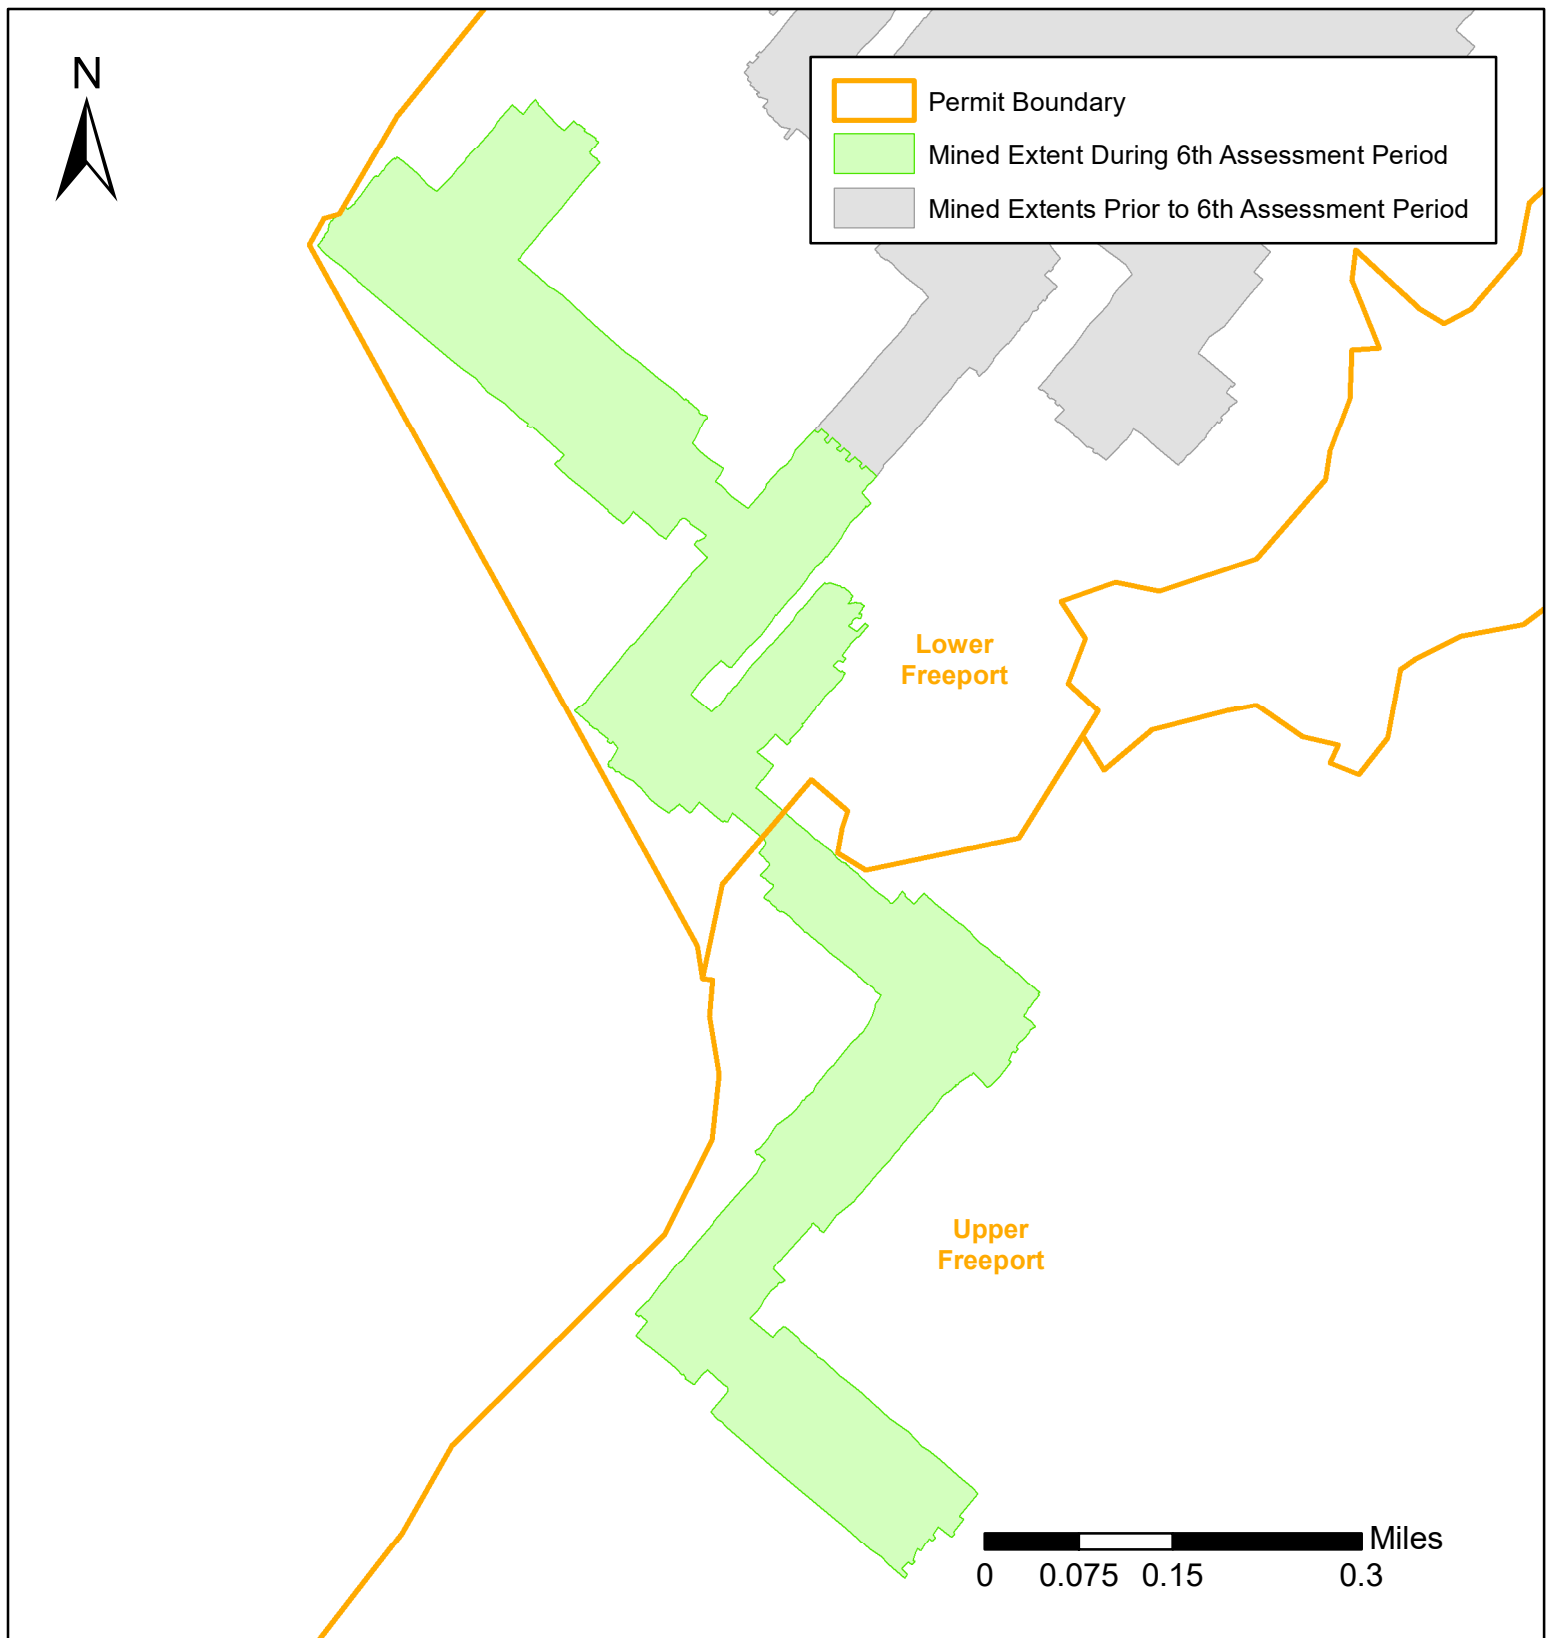 N
Permit Boundary
Mined Extent During 6th Assessment Period
Mined Extents Prior to 6th Assessment Period
Lower
Freeport
Upper
Freeport
Miles
0 0.075 0.15 0.3